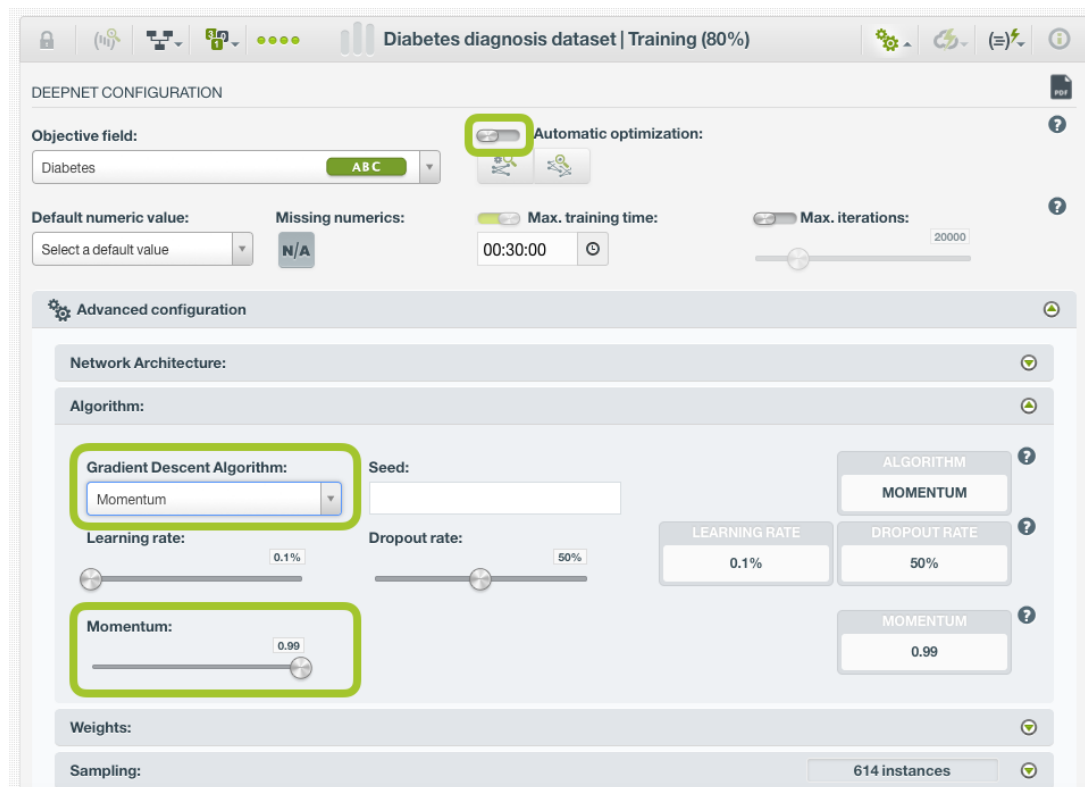 Diabetes diagnosis dataset | Training (80%)
DEEPNET CONFIGURATION
PDF
Objective field:
Automatic optimization:
?
Diabetes
ABC
Default numeric value:
Missing numerics:
Max. training time:
Max. iterations:
?
20000
Select a default value
N/A
00:30:00
Advanced configuration
Network Architecture:
Algorithm:
Gradient Descent Algorithm:
Seed:
ALGORITHM
?
Momentum
MOMENTUM
Learning rate:
Dropout rate:
LEARNING RATE
DROPOUT RATE
?
0.1%
50%
0.1%
50%
Momentum:
MOMENTUM
?
0.99
0.99
Weights:
Sampling:
614 instances